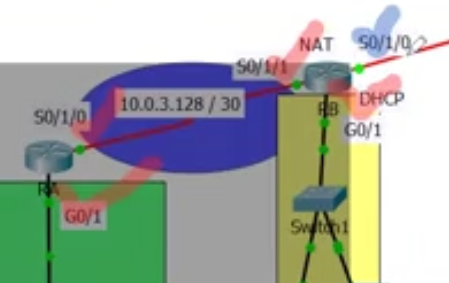 NAT
S0/1/0
S0/1/1
10.0.3.128 / 30
DHCP
S0/1/0
RB
G0/1
RA
G0/1
Switch1